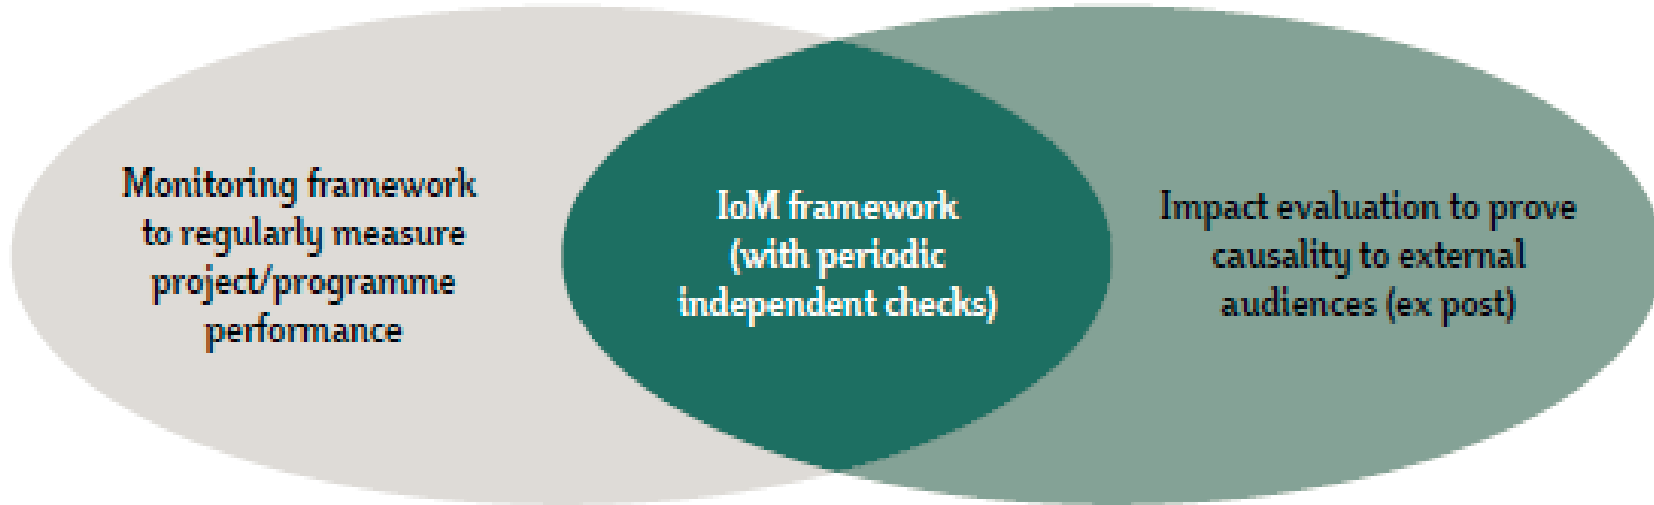 Monitoring framework
to regularly measure
project/programme
performance
IoM framework
(with periodic
independent checks)
Impact evaluation to prove
causality to external
audiences (ex post)